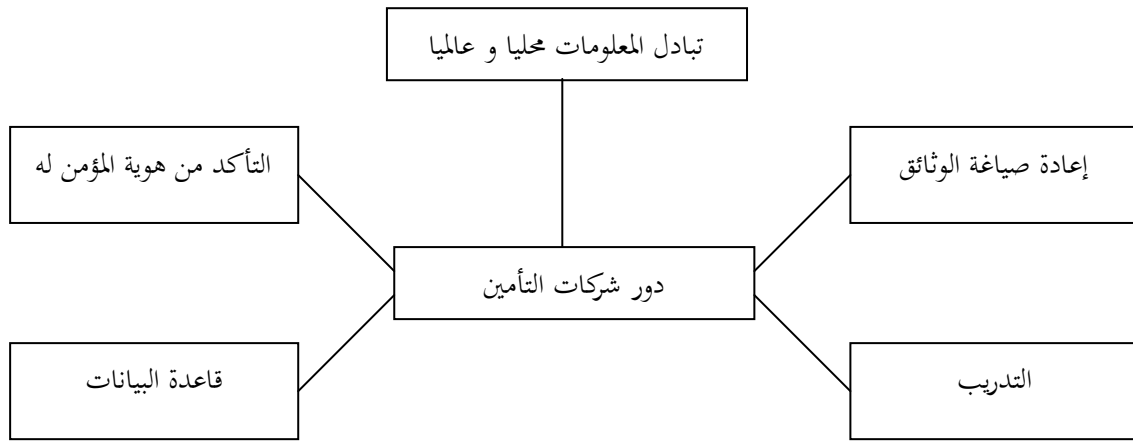 تبادل المعلومات محليا و عالميا
إعادة صياغة الوثائق
التأكد من هوية المؤمن له
دور شركات التأمين
التدريب
قاعدة البيانات